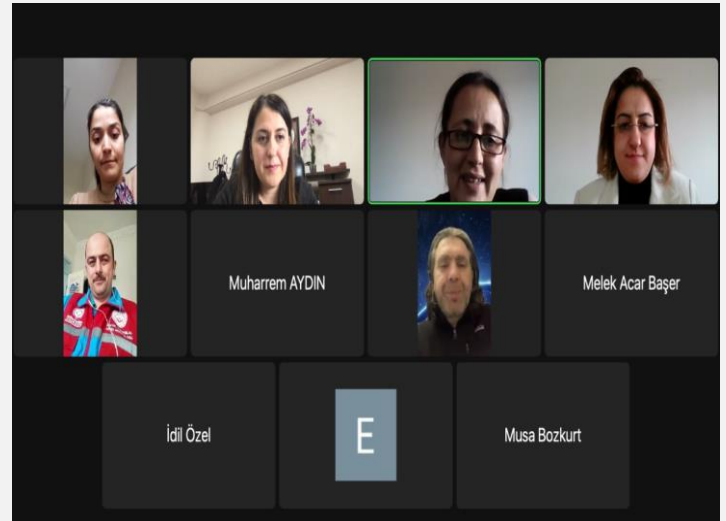 Muharrem AYDIN
Melek Acar Başer
İdil Özel
E
Musa Bozkurt